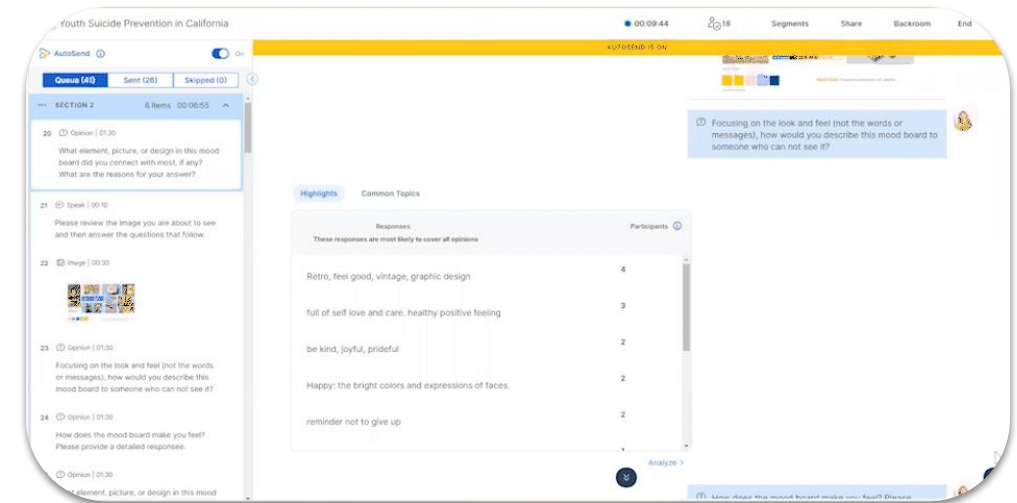 Youth Suicide Prevention in California
00:09:44
18
Segments
Share
Backroom
End
AutoSend
On
AUTOSEND IS ON
Queue (41)
Sent (26)
Skipped (0)
SECTION 2
6 items 00:06:55
20 Opinion | 01:30
What element, picture, or design in this mood
board did you connect with most, if any?
What are the reasons for your answer?
21 Speak | 00:10
Please review the image you are about to see
and then answer the questions that follow.
22 Image | 00:30
23 Opinion | 01:30
Focusing on the look and feel (not the words
or messages), how would you describe this
mood board to someone who can not see it?
24 Opinion | 01:30
How does the mood board make you feel?
Please provide a detailed responsee.
Opinion | 01:30
element, picture, or design in this mood
Focusing on the look and feel (not the words or
messages), how would you describe this mood board to
someone who can not see it?
Highlights
Common Topics
Responses
Participants
These responses are most likely to cover all opinions
Retro, feel good, vintage, graphic design
4
full of self love and care. healthy positive feeling
3
be kind, joyful, prideful
2
Happy: the bright colors and expressions of faces.
2
reminder not to give up
2
Analyze >
How does the mood board make you feel? Please